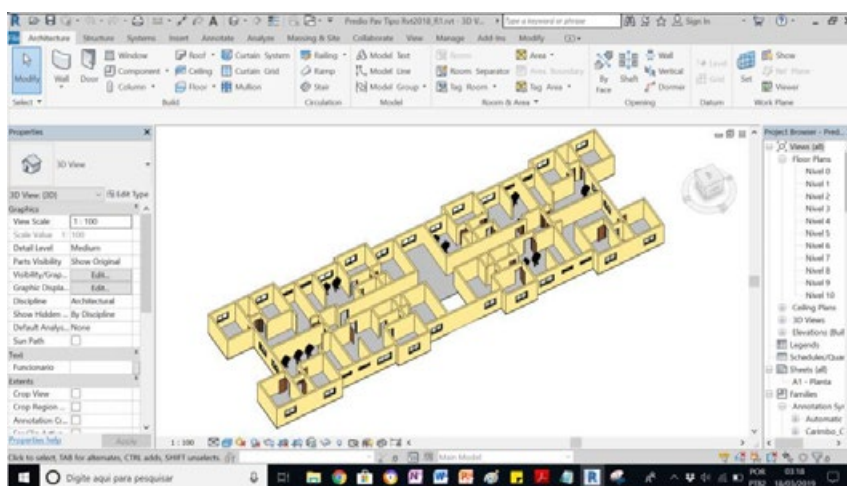 Predio Pav Tipo Rvt2018_R1.rvt - 3D V...
Type a keyword or phrase
Sign In
Architecture Structure Systems Insert Annotate Analyze Massing & Site Collaborate View Manage Add-Ins Modify
Modify
Wall
Door
Window
Component
Column
Roof
Ceiling
Floor
Curtain System
Curtain Grid
Mullion
Railing
Ramp
Stair
Model Text
Model Line
Model Group
Room
Room Separator
Tag Room
Area
Area Boundary
Tag Area
By Face
Shaft
Wall
Vertical
Dormer
Level
Grid
Set
Show
Ref Plane
Viewer
Select
Build
Circulation
Model
Room & Area
Opening
Datum
Work Plane
Properties
3D View
3D View: {3D}
Edit Type
Graphics
View Scale 1 : 100
Scale Value 1: 100
Detail Level Medium
Parts Visibility Show Original
Visibility/Grap... Edit...
Graphic Displa... Edit...
Discipline Architectural
Show Hidden ... By Discipline
Default Analys... None
Sun Path
Text
Funcionario
Extents
Crop View
Crop Region ...
Annotation Cr...
Properties help
Apply
Project Browser - Pred...
Views (all)
Floor Plans
Nivel 0
Nivel 1
Nivel 2
Nivel 3
Nivel 4
Nivel 5
Nivel 6
Nivel 7
Nivel 8
Nivel 9
Nivel 10
Ceiling Plans
3D Views
Elevations (Buil
Legends
Schedules/Quan
Sheets (all)
A1 - Planta
Families
Annotation Syr
Automatic
Carimbo_C
1 : 100
Click to select, TAB for alternates, CTRL adds, SHIFT unselects.
Main Model
Digite aqui para pesquisar
POR
PTB2
03:18
18/03/2019